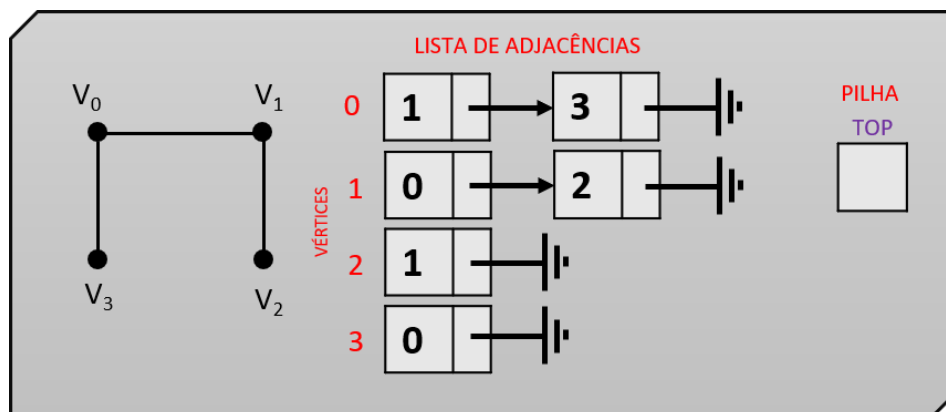 LISTA DE ADJACÊNCIAS
V₀ V₁
0 1 3
PILHA
TOP
1 0 2
VÉRTICES
2 1
V₃ V₂
3 0